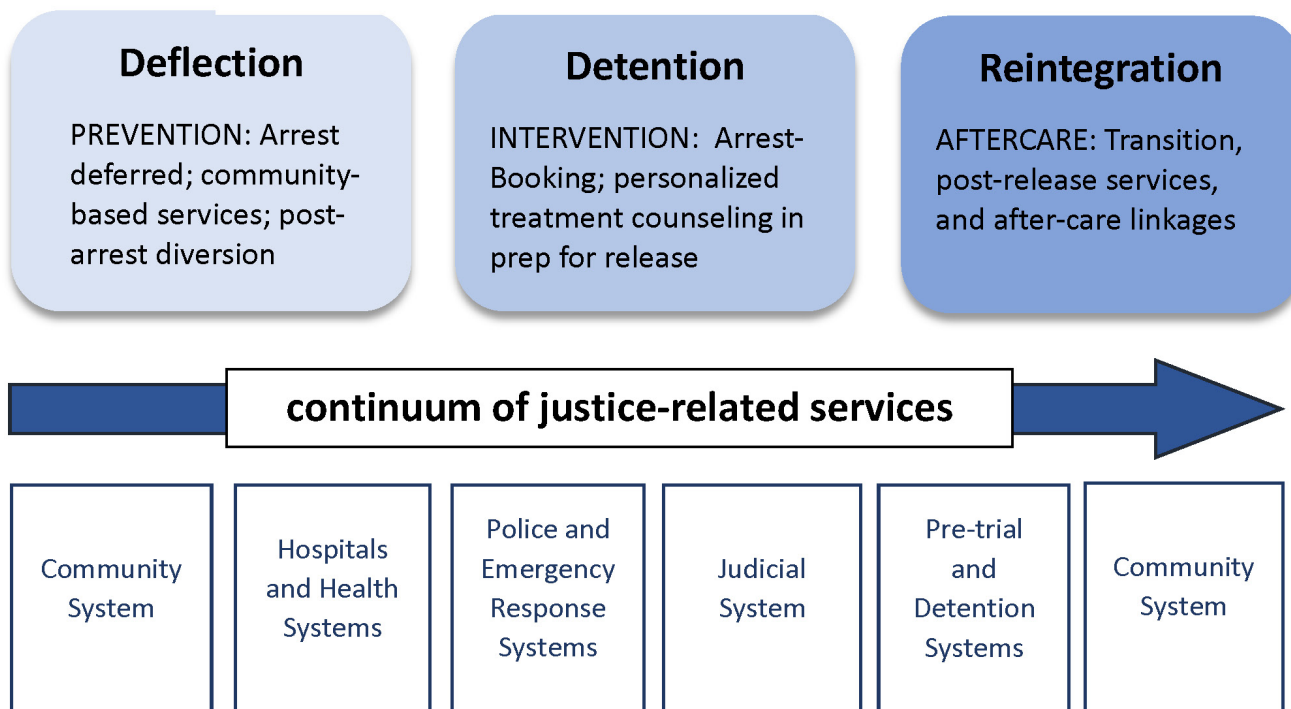 Deflection
PREVENTION: Arrest
deferred; community-
based services; post-
arrest diversion
Detention
INTERVENTION:  Arrest-
Booking; personalized
treatment counseling in
prep for release
Reintegration
AFTERCARE: Transition,
post-release services,
and after-care linkages
continuum of justice-related services
Community
System
Hospitals
and Health
Systems
Police and
Emergency
Response
Systems
Judicial
System
Pre-trial
and
Detention
Systems
Community
System